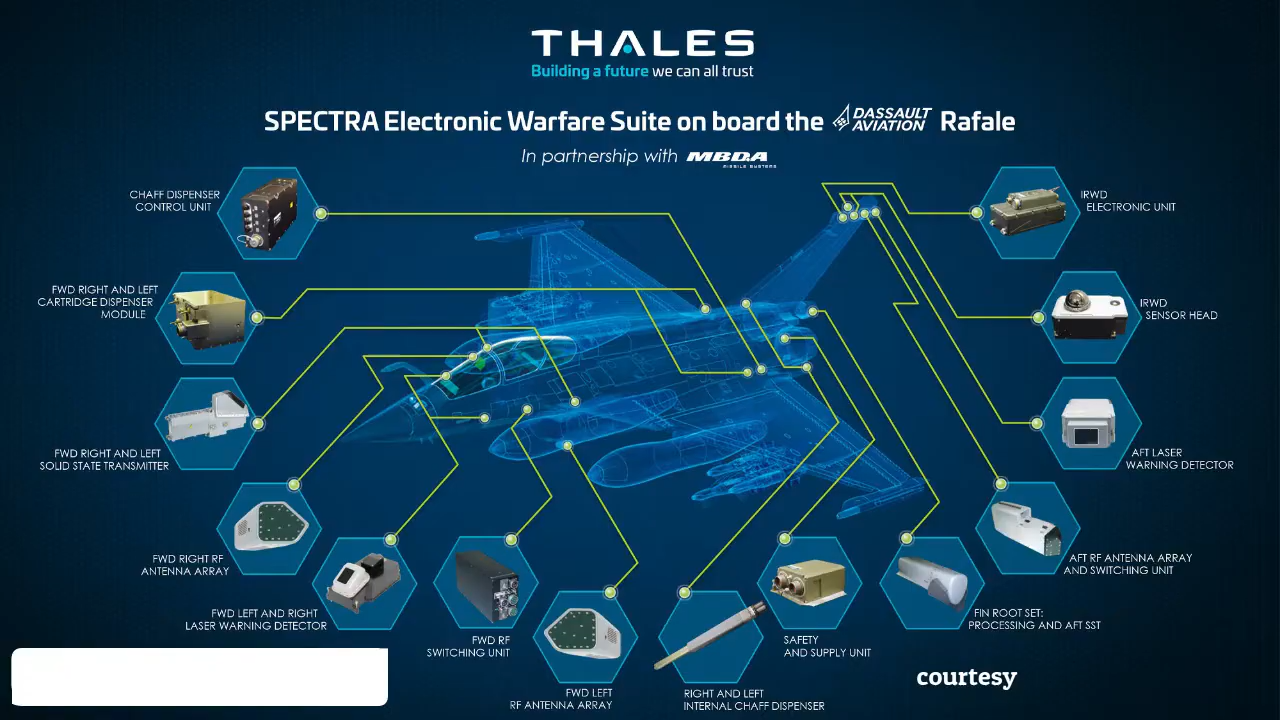 THALES
Building a future we can all trust
SPECTRA Electronic Warfare Suite on board the DASSAULT AVIATION Rafale
In partnership with MBDA
MISSILE SYSTEMS
CHAFF DISPENSER
CONTROL UNIT
FWD RIGHT AND LEFT
CARTRIDGE DISPENSER
MODULE
FWD RIGHT AND LEFT
SOLID STATE TRANSMITTER
FWD RIGHT RF
ANTENNA ARRAY
FWD LEFT AND RIGHT
LASER WARNING DETECTOR
FWD RF
SWITCHING UNIT
FWD LEFT
RF ANTENNA ARRAY
RIGHT AND LEFT
INTERNAL CHAFF DISPENSER
SAFETY
AND SUPPLY UNIT
FIN ROOT SET:
PROCESSING AND AFT SST
AFT RF ANTENNA ARRAY
AND SWITCHING UNIT
AFT LASER
WARNING DETECTOR
IRWD
SENSOR HEAD
IRWD
ELECTRONIC UNIT
courtesy